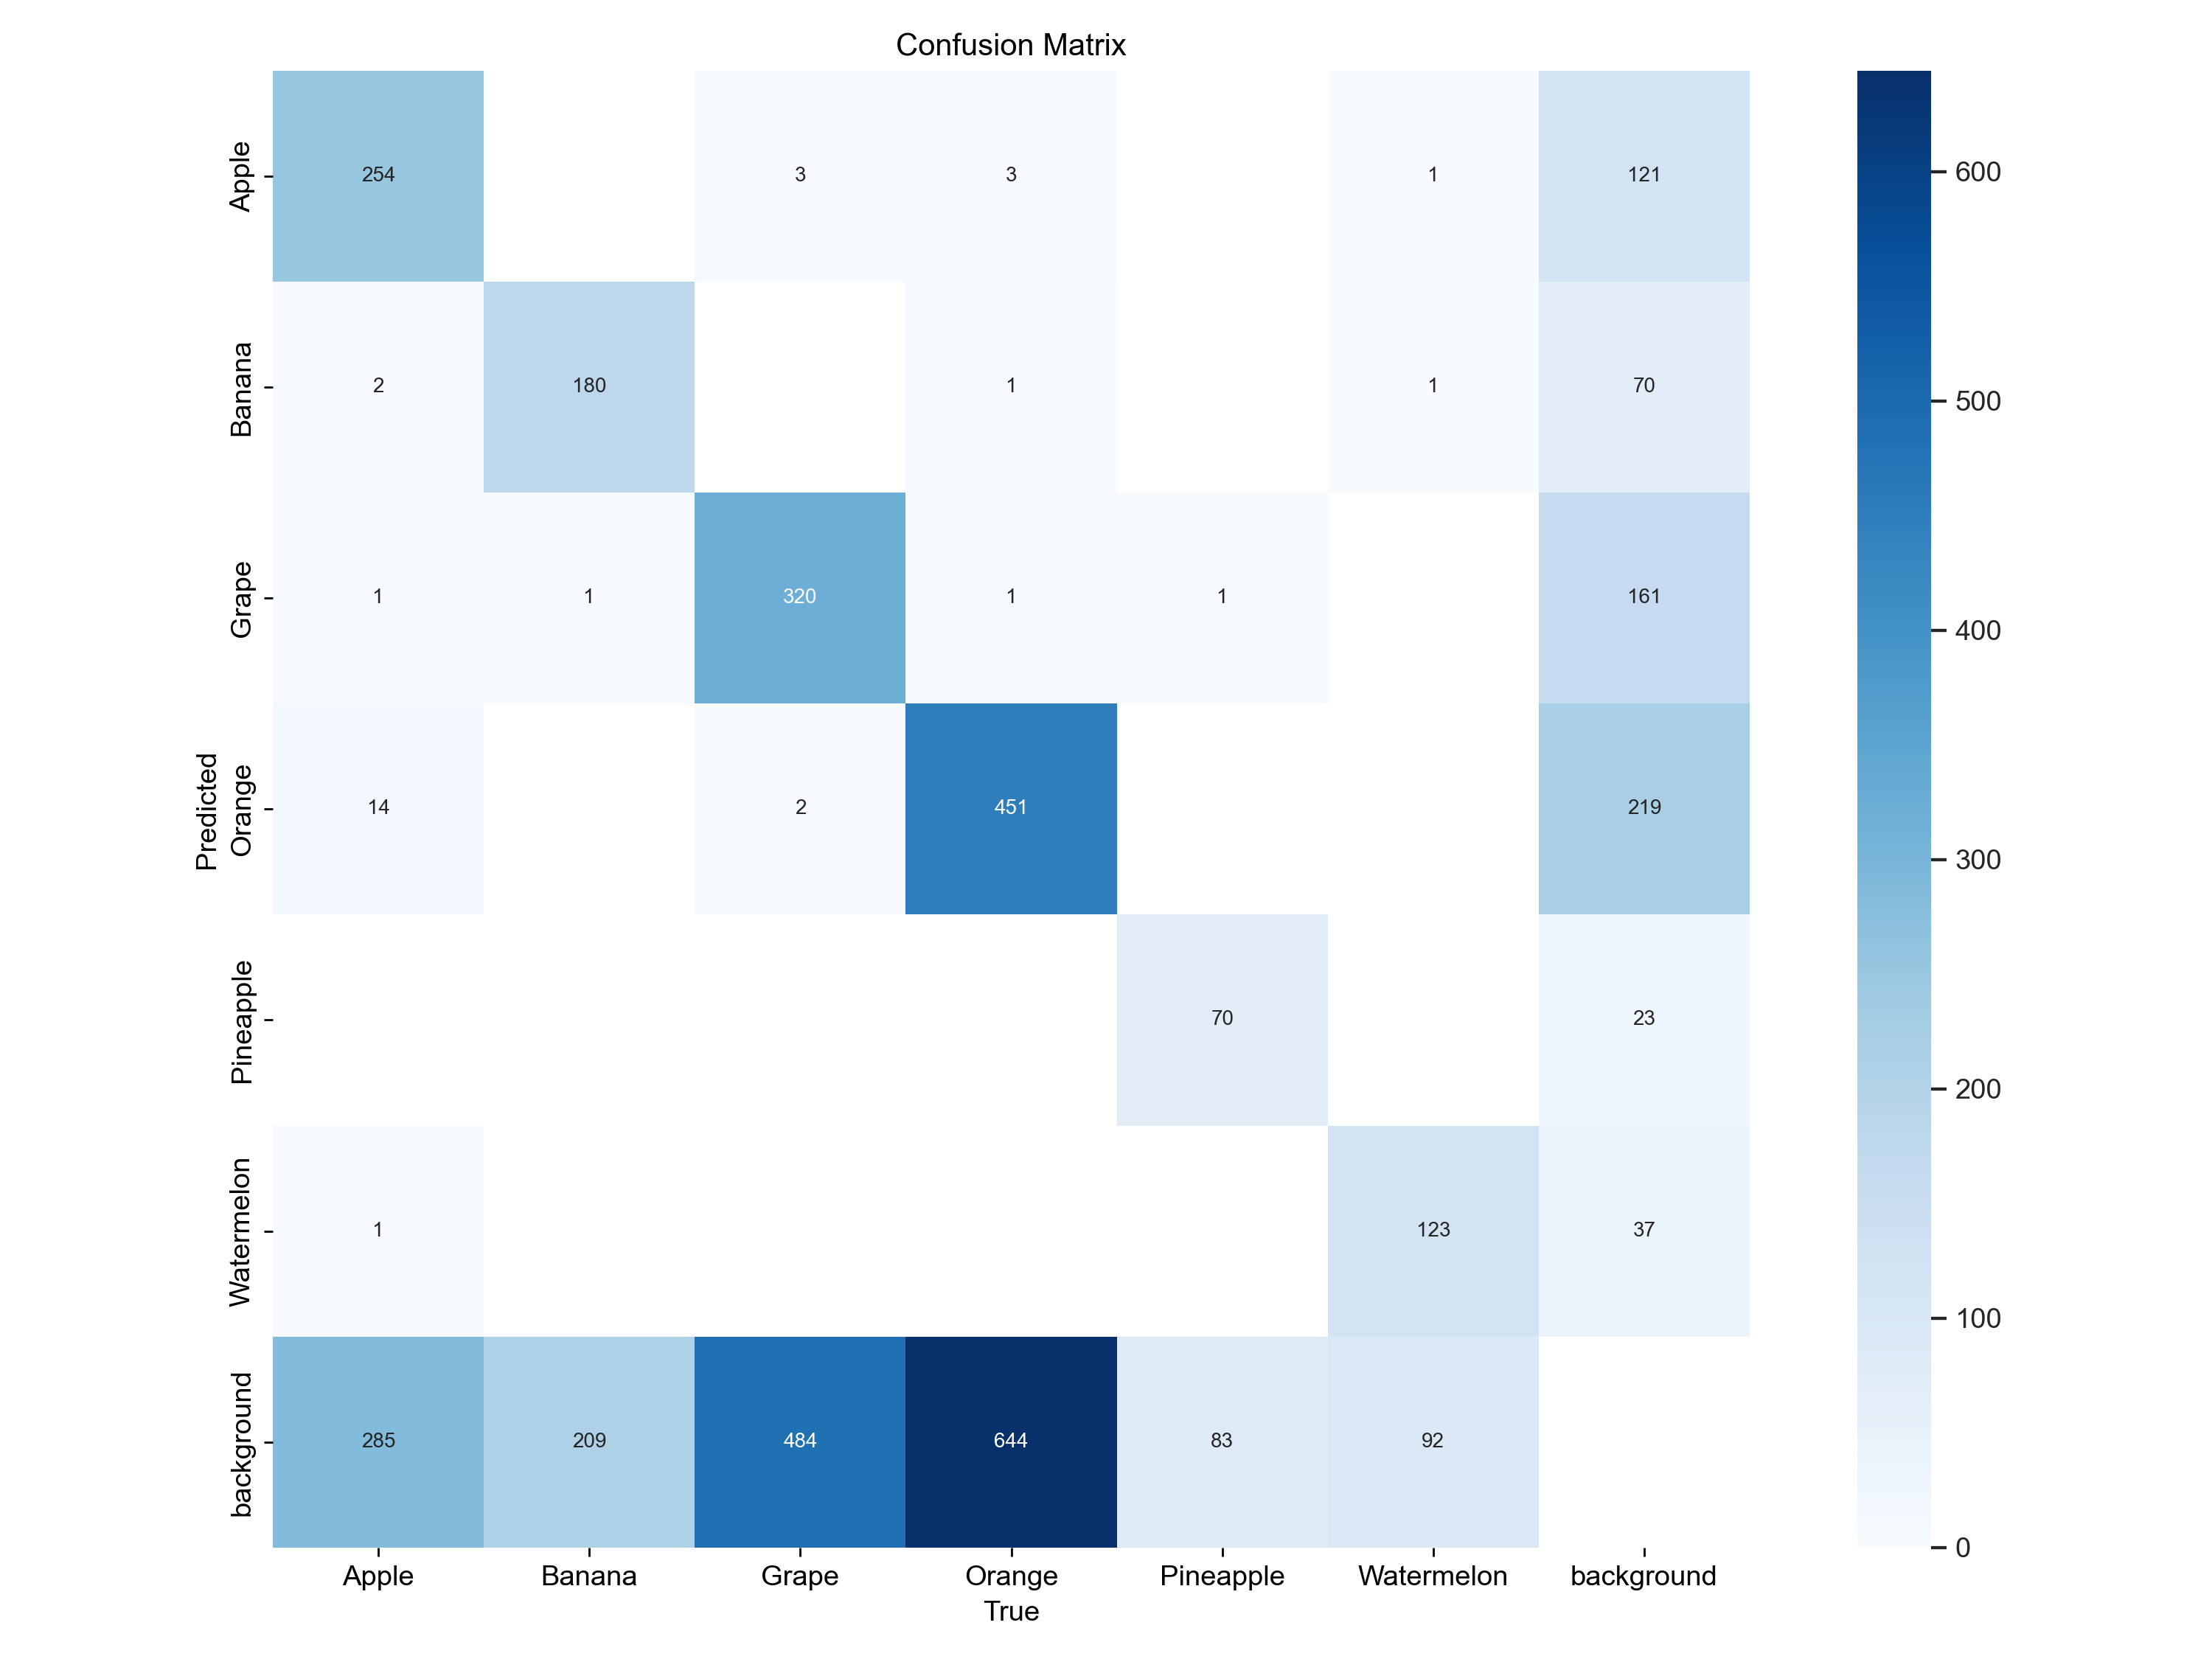 Confusion Matrix
Apple 254 3 3 1 121
Banana 2 180 1 1 70
Grape 1 1 320 1 1 161
Predicted
Orange 14 2 451 219
Pineapple 70 23
Watermelon 1 123 37
background 285 209 484 644 83 92
Apple Banana Grape Orange Pineapple Watermelon background
True
600
500
400
300
200
100
0